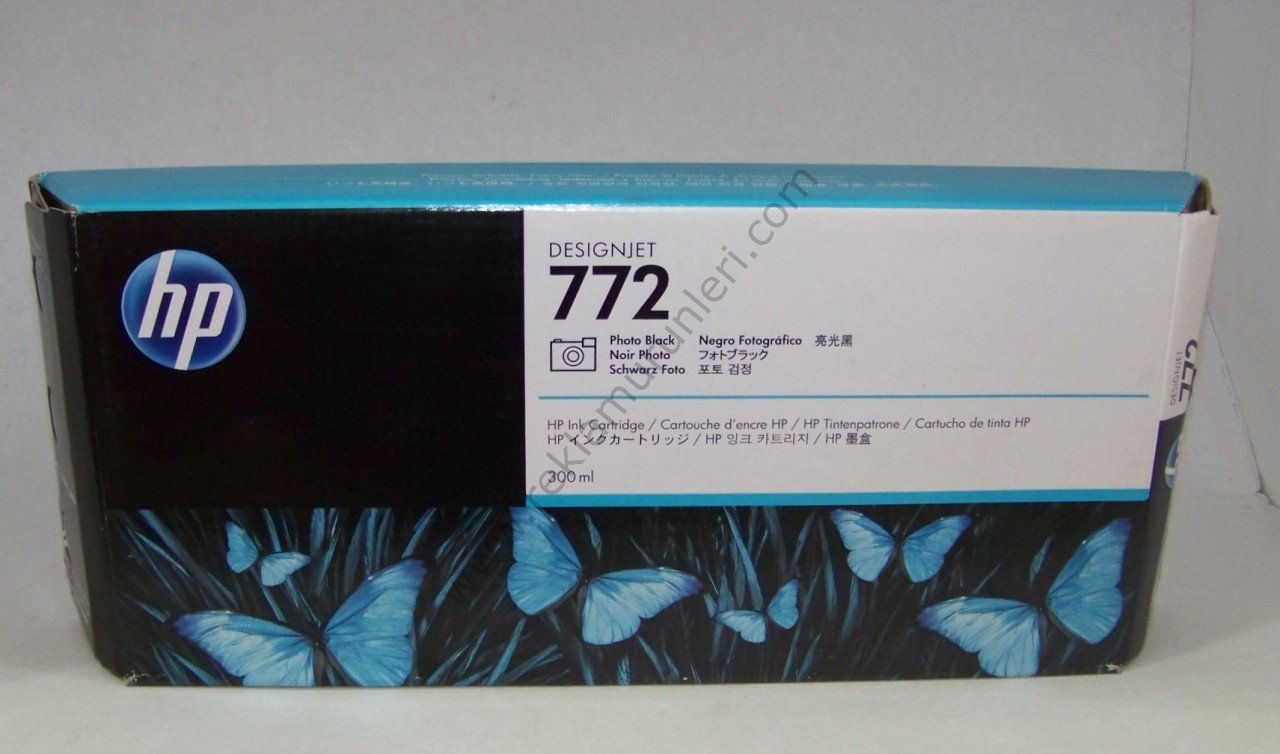 hp
DESIGNJET
772
Photo Black Negro Fotográfico 亮光黑
Noir Photo フォトブラック
Schwarz Foto 포토 검정
HP Ink Cartridge / Cartouche d'encre HP / HP Tintenpatrone / Cartucho de tinta HP
HP インクカートリッジ / HP 잉크 카트리지 / HP 墨盒
300 ml
DESIGNJET
772
www.reklamurunleri.com